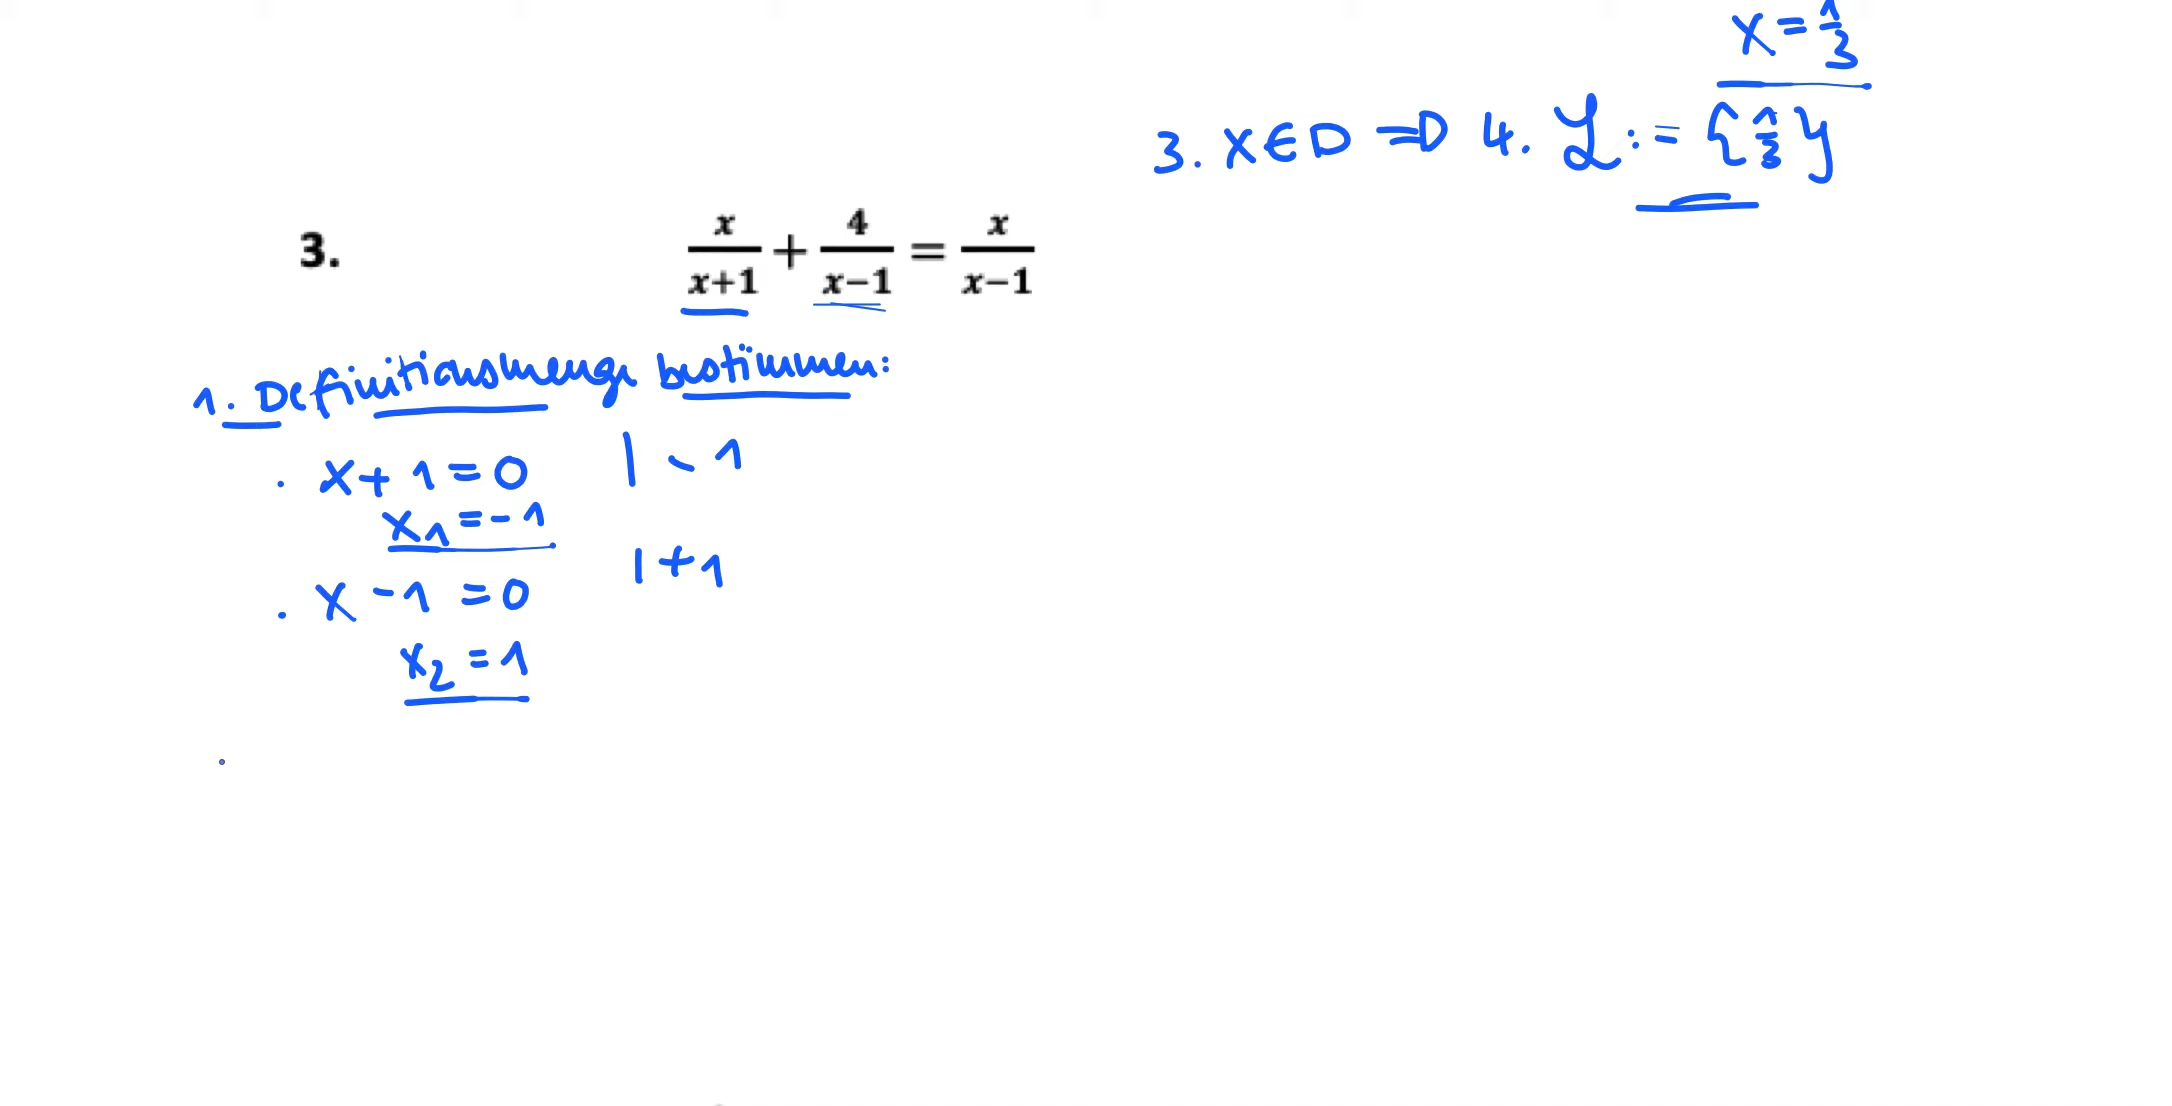 x = 1/3
3. x ∈ D ⇒ 4. L := {1/3}
3. x/(x+1) + 4/(x−1) = x/(x−1)
1. Definitionsmenge bestimmen:
· x + 1 = 0 | - 1
x₁ = - 1
· x - 1 = 0 | + 1
x₂ = 1